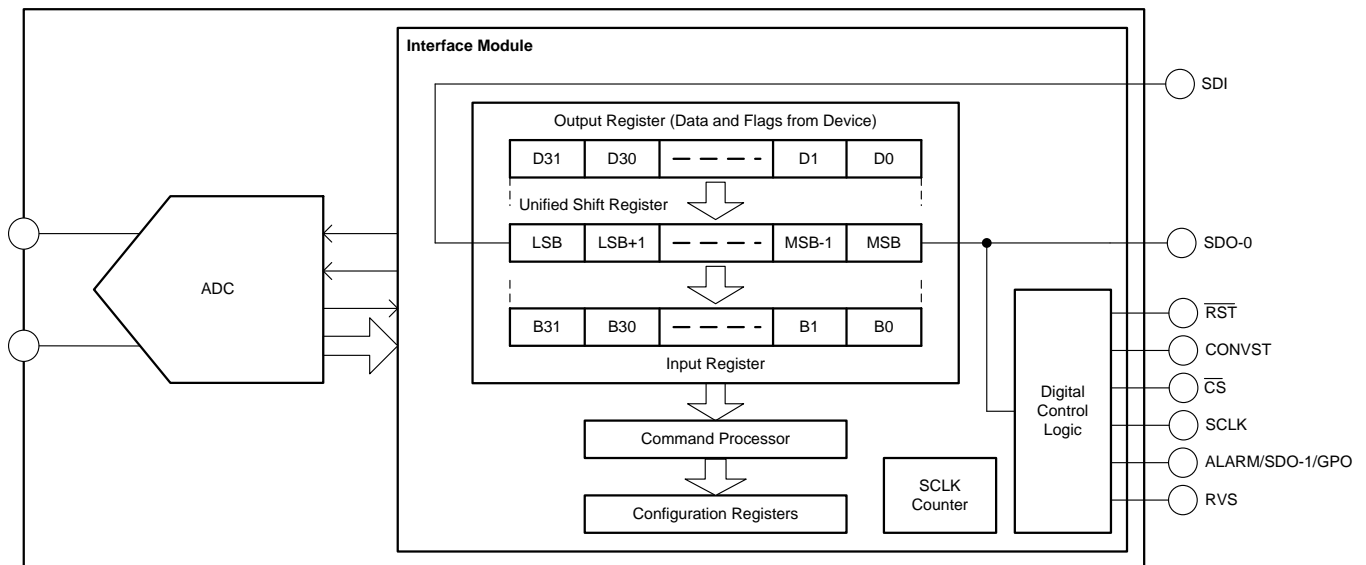 Interface Module
SDI
Output Register (Data and Flags from Device)
D31 D30 D1 D0
Unified Shift Register
LSB LSB+1 MSB-1 MSB
SDO-0
ADC
B31 B30 B1 B0
Input Register
RST
CONVST
CS
SCLK
ALARM/SDO-1/GPO
RVS
Digital
Control
Logic
Command Processor
SCLK
Counter
Configuration Registers